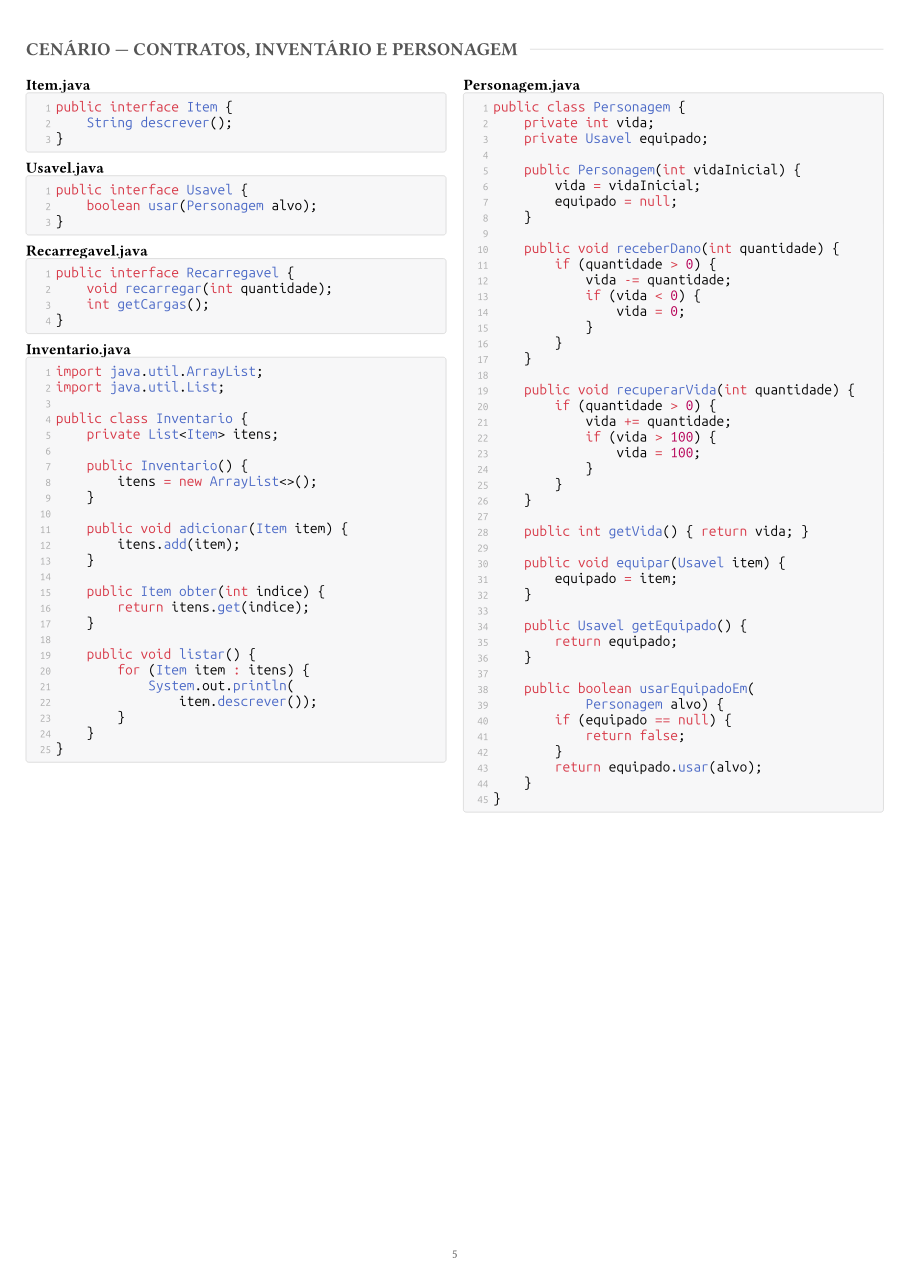 CENÁRIO — CONTRATOS, INVENTÁRIO E PERSONAGEM
Item.java
1 public interface Item {
2     String descrever();
3 }
Usavel.java
1 public interface Usavel {
2     boolean usar(Personagem alvo);
3 }
Recarregavel.java
1 public interface Recarregavel {
2     void recarregar(int quantidade);
3     int getCargas();
4 }
Inventario.java
1 import java.util.ArrayList;
2 import java.util.List;
3
4 public class Inventario {
5     private List<Item> itens;
6
7     public Inventario() {
8         itens = new ArrayList<>();
9     }
10
11     public void adicionar(Item item) {
12         itens.add(item);
13     }
14
15     public Item obter(int indice) {
16         return itens.get(indice);
17     }
18
19     public void listar() {
20         for (Item item : itens) {
21             System.out.println(
22                 item.descrever());
23         }
24     }
25 }
Personagem.java
1 public class Personagem {
2     private int vida;
3     private Usavel equipado;
4
5     public Personagem(int vidaInicial) {
6         vida = vidaInicial;
7         equipado = null;
8     }
9
10     public void receberDano(int quantidade) {
11         if (quantidade > 0) {
12             vida -= quantidade;
13             if (vida < 0) {
14                 vida = 0;
15             }
16         }
17     }
18
19     public void recuperarVida(int quantidade) {
20         if (quantidade > 0) {
21             vida += quantidade;
22             if (vida > 100) {
23                 vida = 100;
24             }
25         }
26     }
27
28     public int getVida() { return vida; }
29
30     public void equipar(Usavel item) {
31         equipado = item;
32     }
33
34     public Usavel getEquipado() {
35         return equipado;
36     }
37
38     public boolean usarEquipadoEm(
39             Personagem alvo) {
40         if (equipado == null) {
41             return false;
42         }
43         return equipado.usar(alvo);
44     }
45 }
5